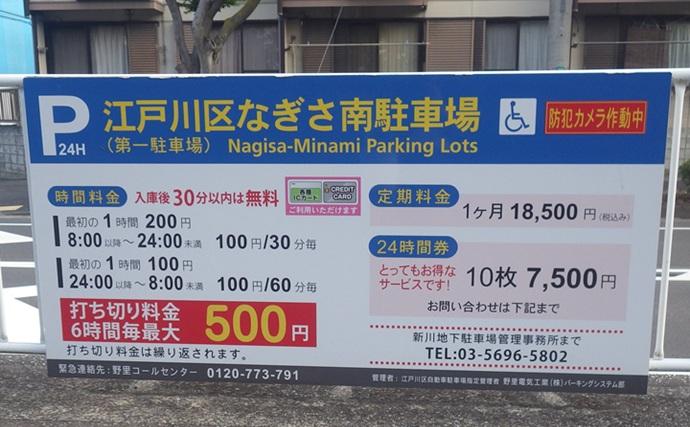 P 24H
江戸川区なぎさ南駐車場
(第一駐車場) Nagisa-Minami Parking Lots
防犯カメラ作動中
時間料金 入庫後30分以内は無料
各種ICカード CREDIT CARD
ご利用いただけます
最初の1時間 200円
8:00以降〜24:00未満 100円/30分毎
最初の1時間 100円
24:00以降〜8:00未満 100円/60分毎
打ち切り料金
6時間毎最大 500円
打ち切り料金は繰り返されます。
定期料金
1ヶ月 18,500円(税込み)
24時間券
とってもお得な
サービスです!
10枚 7,500円
お問い合わせは下記まで
新川地下駐車場管理事務所まで
TEL:03-5696-5802
緊急連絡先:野里コールセンター 0120-773-791
管理者:江戸川区自動車駐車場指定管理者 野里電気工業(株)パーキングシステム部